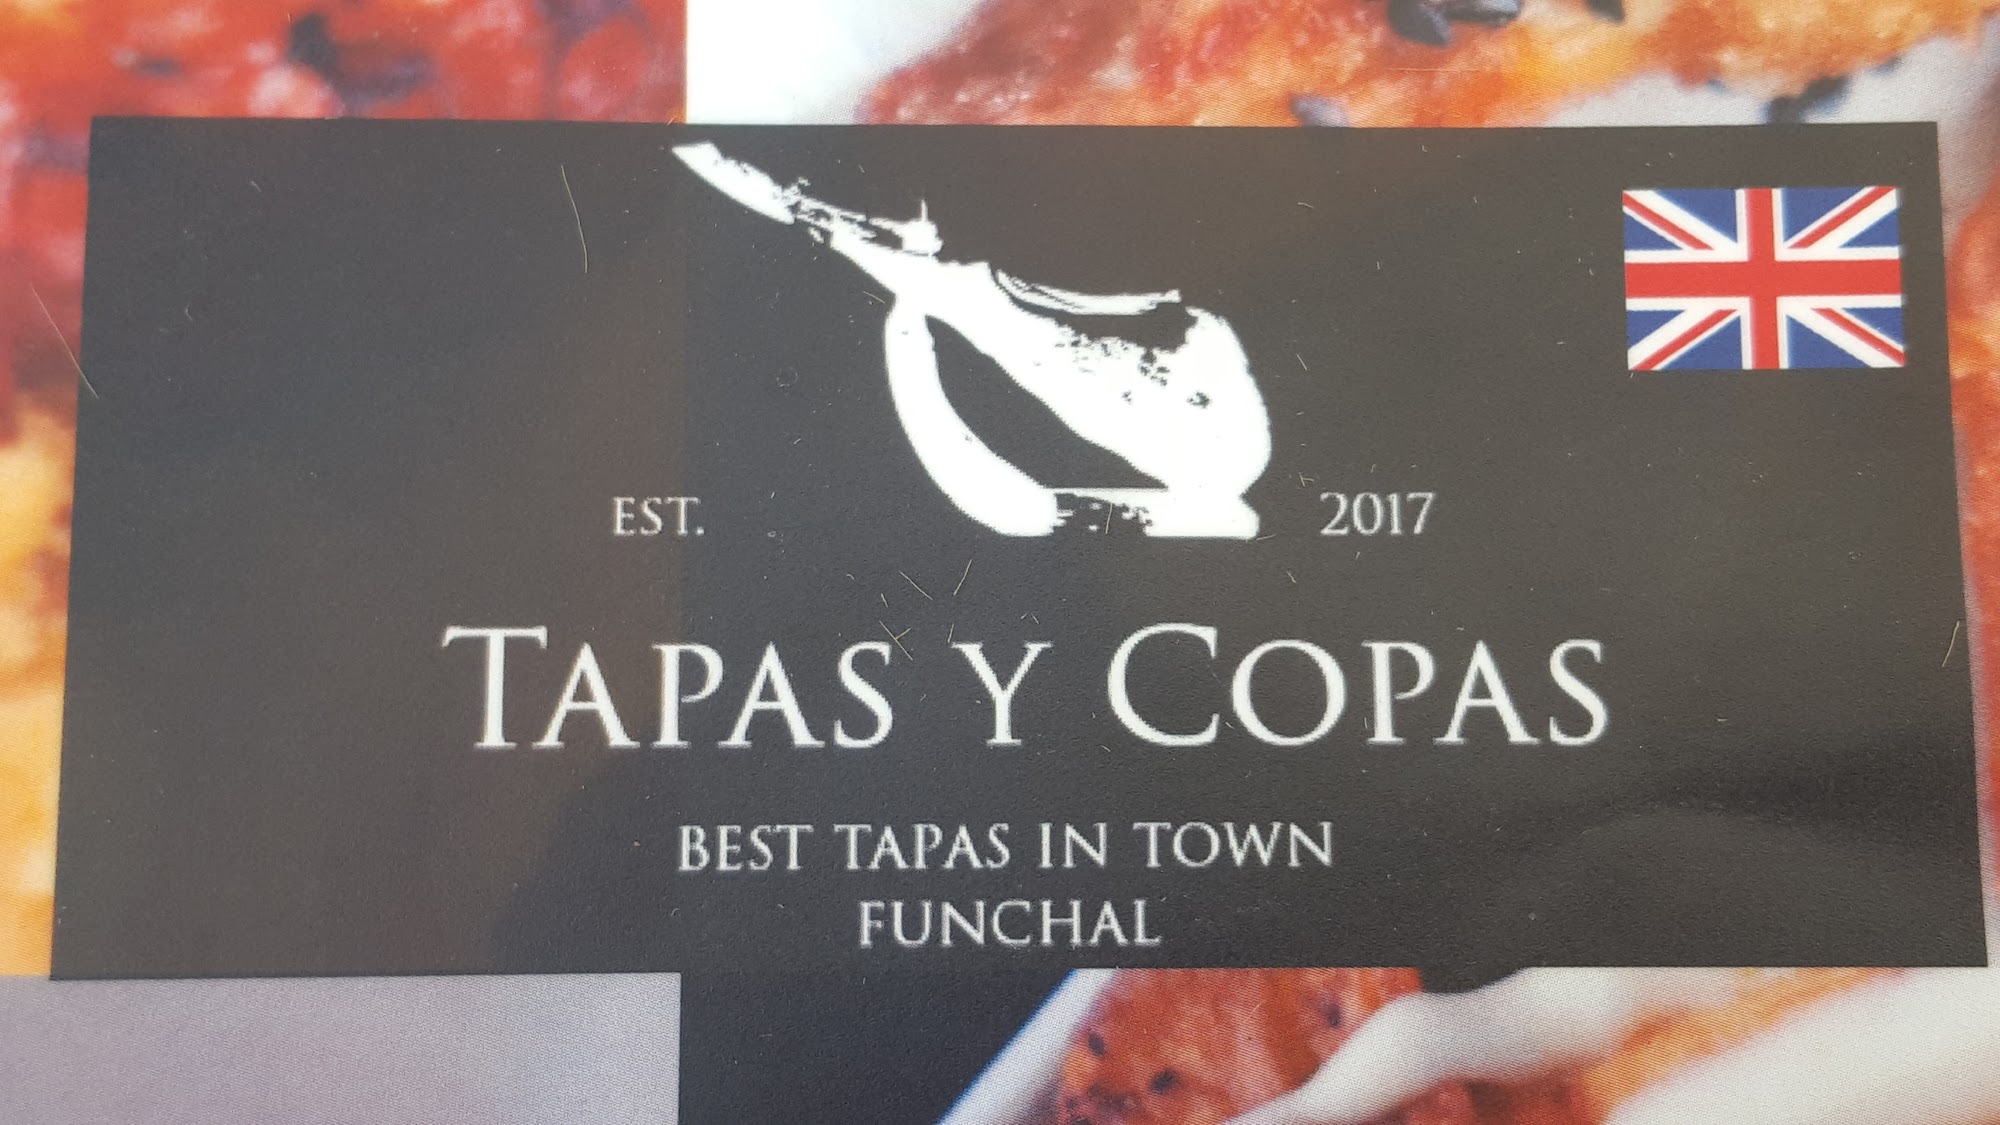 EST. 2017
TAPAS Y COPAS
BEST TAPAS IN TOWN
FUNCHAL